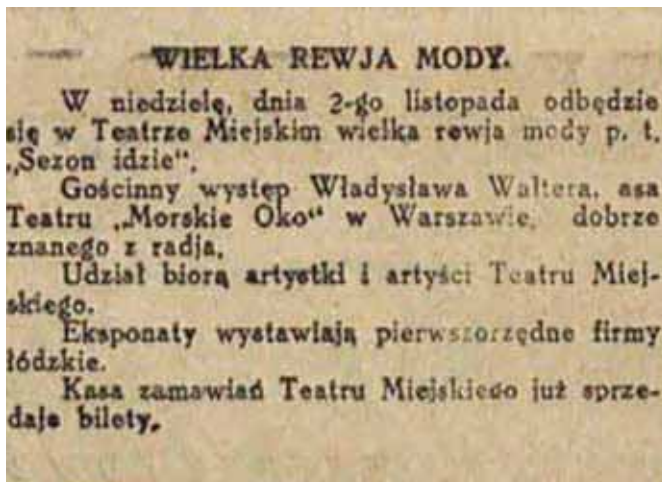 WIELKA REWJA MODY.
W niedzielę, dnia 2-go listopada odbędzie
się w Teatrze Miejskim wielka rewja mody p. t.
„Sezon idzie“.
Gościnny występ Władysława Waltera, asa
Teatru „Morskie Oko“ w Warszawie, dobrze
znanego z radja.
Udział biorą artystki i artyści Teatru Miej-
skiego.
Eksponaty wystawiają pierwszorzędne firmy
łódzkie.
Kasa zamawiań Teatru Miejskiego już sprze-
daje bilety.